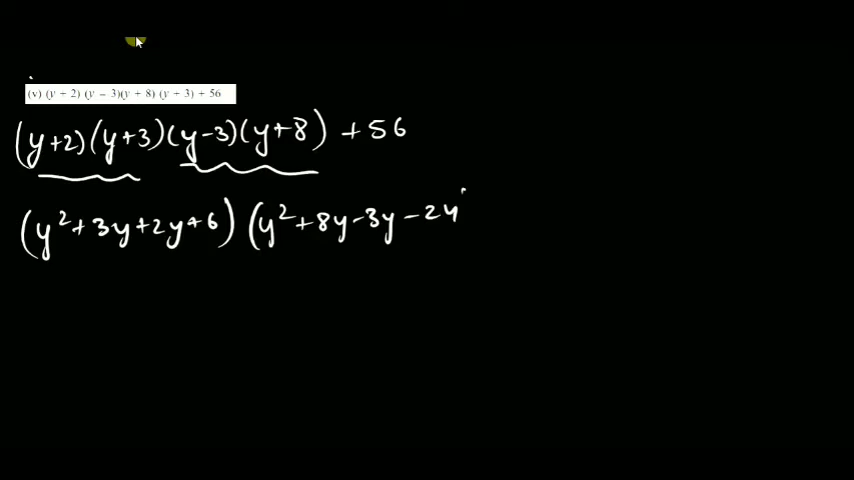 (v) (y + 2) (y – 3)(y + 8) (y + 3) + 56
(y+2)(y+3)(y-3)(y+8) +56
(y²+3y+2y+6) (y²+8y-3y-24